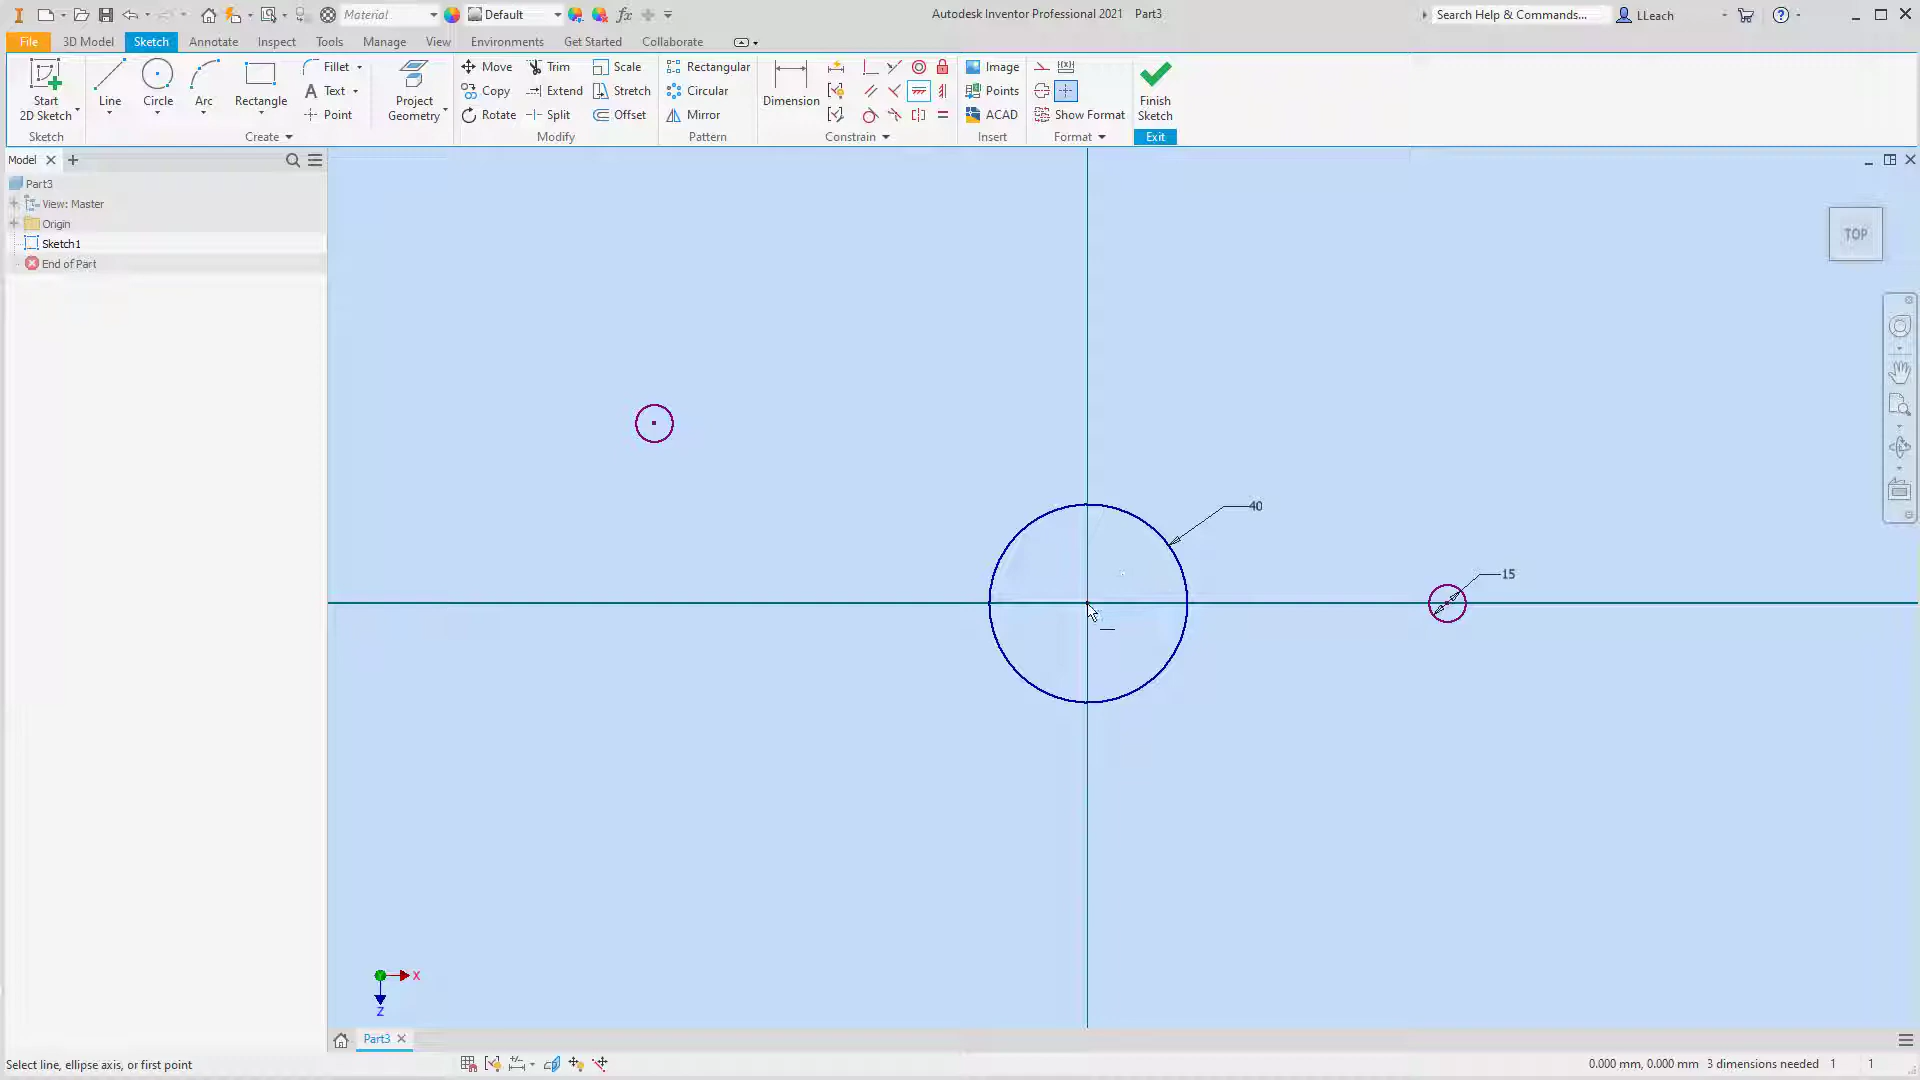 Material Default fx Autodesk Inventor Professional 2021 Part3 Search Help & Commands... LLeach
File 3D Model Sketch Annotate Inspect Tools Manage View Environments Get Started Collaborate
Start 2D Sketch Line Circle Arc Rectangle Fillet Text Point Project Geometry
Move Trim Scale Rectangular
Copy Extend Stretch Circular
Rotate Split Offset Mirror
Dimension Image Points ACAD Show Format Finish Sketch
Sketch Create Modify Pattern Constrain Insert Format Exit
Model
Part3
View: Master
Origin
Sketch1
End of Part
TOP
40
15
X
Z
Part3
Select line, ellipse axis, or first point 0.000 mm, 0.000 mm 3 dimensions needed 1 1